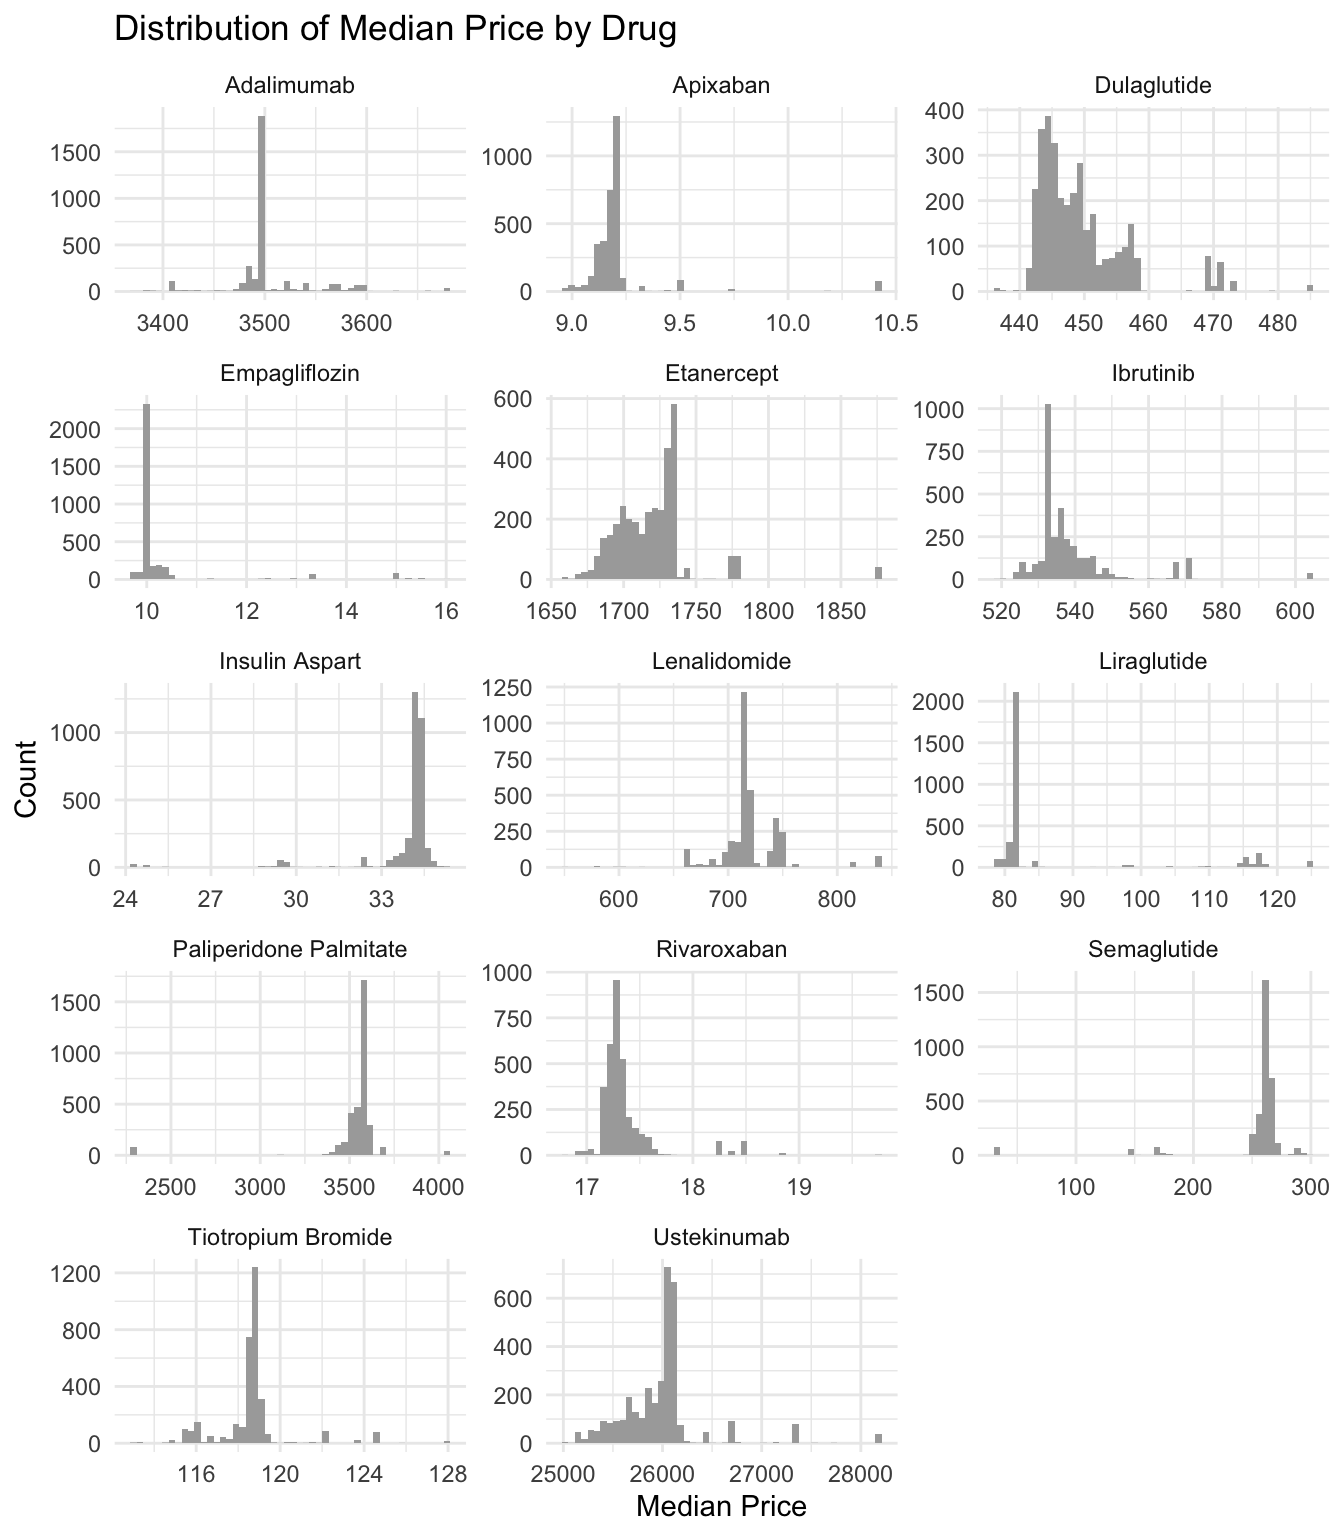 Distribution of Median Price by Drug
Adalimumab
Apixaban
Dulaglutide
1500
1000
500
0
3400 3500 3600
1000
500
0
9.0 9.5 10.0 10.5
400
300
200
100
0
440 450 460 470 480
Empagliflozin
Etanercept
Ibrutinib
2000
1500
1000
500
0
10 12 14 16
600
400
200
0
1650 1700 1750 1800 1850
1000
750
500
250
0
520 540 560 580 600
Insulin Aspart
Lenalidomide
Liraglutide
1000
500
0
24 27 30 33
1250
1000
750
500
250
0
600 700 800
2000
1500
1000
500
0
80 90 100 110 120
Count
Paliperidone Palmitate
Rivaroxaban
Semaglutide
1500
1000
500
0
2500 3000 3500 4000
1000
750
500
250
0
17 18 19
1500
1000
500
0
100 200 300
Tiotropium Bromide
Ustekinumab
1200
800
400
0
116 120 124 128
600
400
200
0
25000 26000 27000 28000
Median Price